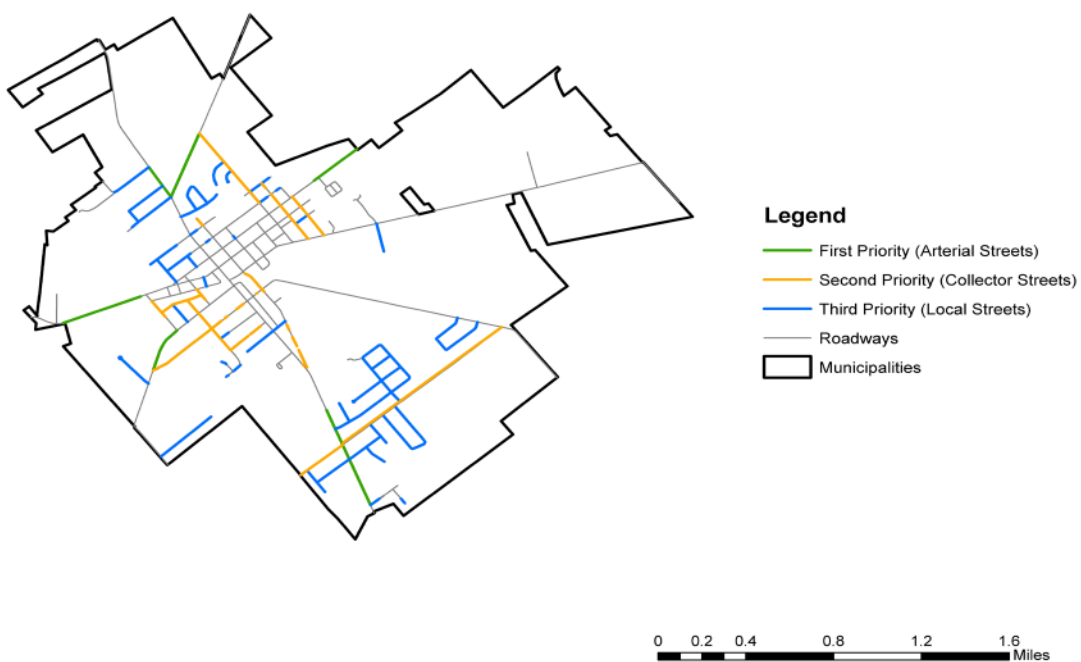 Legend
First Priority (Arterial Streets)
Second Priority (Collector Streets)
Third Priority (Local Streets)
Roadways
Municipalities
0 0.2 0.4 0.8 1.2 1.6
Miles